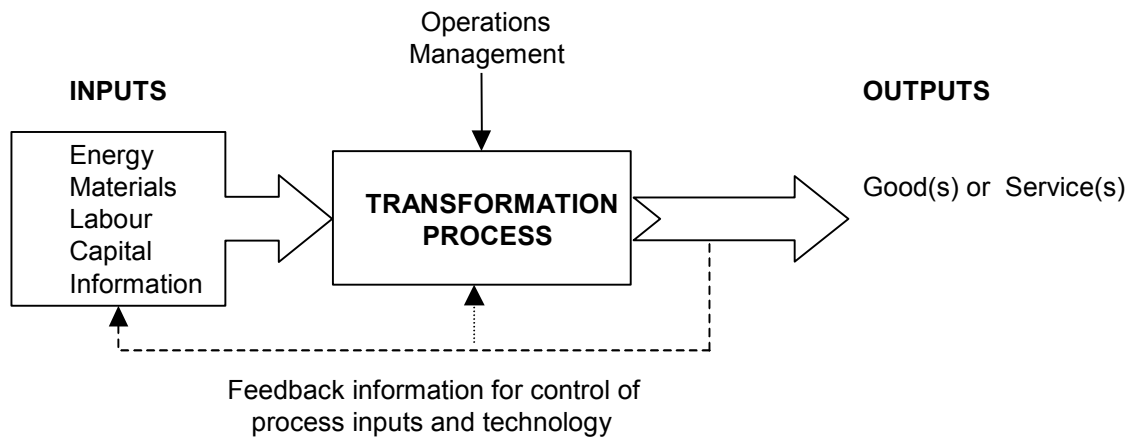 Operations
Management
INPUTS
OUTPUTS
Energy
Materials
Labour
Capital
Information
TRANSFORMATION
PROCESS
Good(s) or Service(s)
Feedback information for control of
process inputs and technology